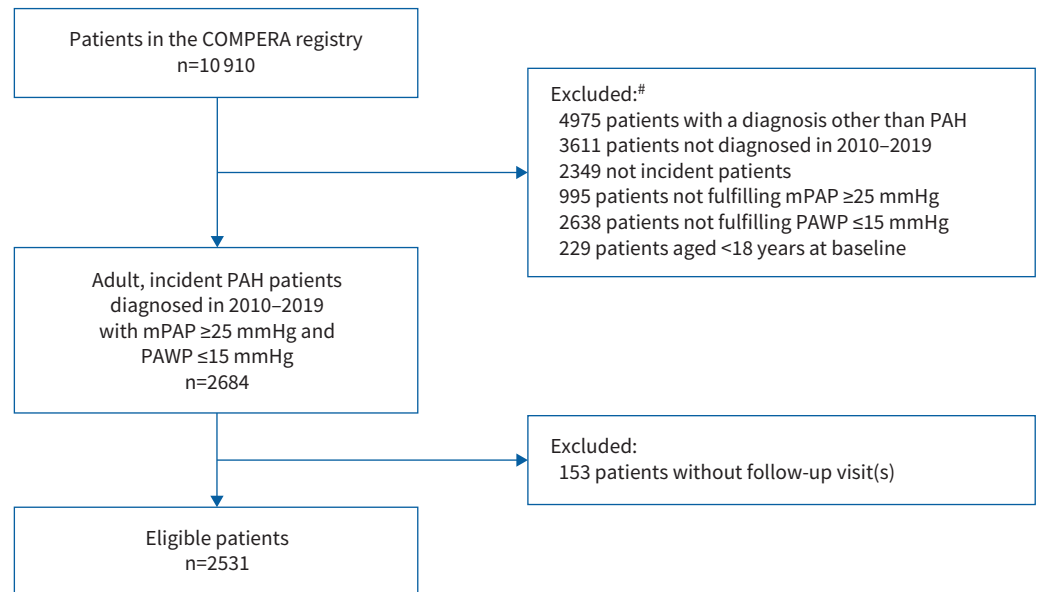 Patients in the COMPERA registry
n=10 910
Excluded:#
4975 patients with a diagnosis other than PAH
3611 patients not diagnosed in 2010–2019
2349 not incident patients
995 patients not fulfilling mPAP ≥25 mmHg
2638 patients not fulfilling PAWP ≤15 mmHg
229 patients aged <18 years at baseline
Adult, incident PAH patients
diagnosed in 2010–2019
with mPAP ≥25 mmHg and
PAWP ≤15 mmHg
n=2684
Excluded:
153 patients without follow-up visit(s)
Eligible patients
n=2531